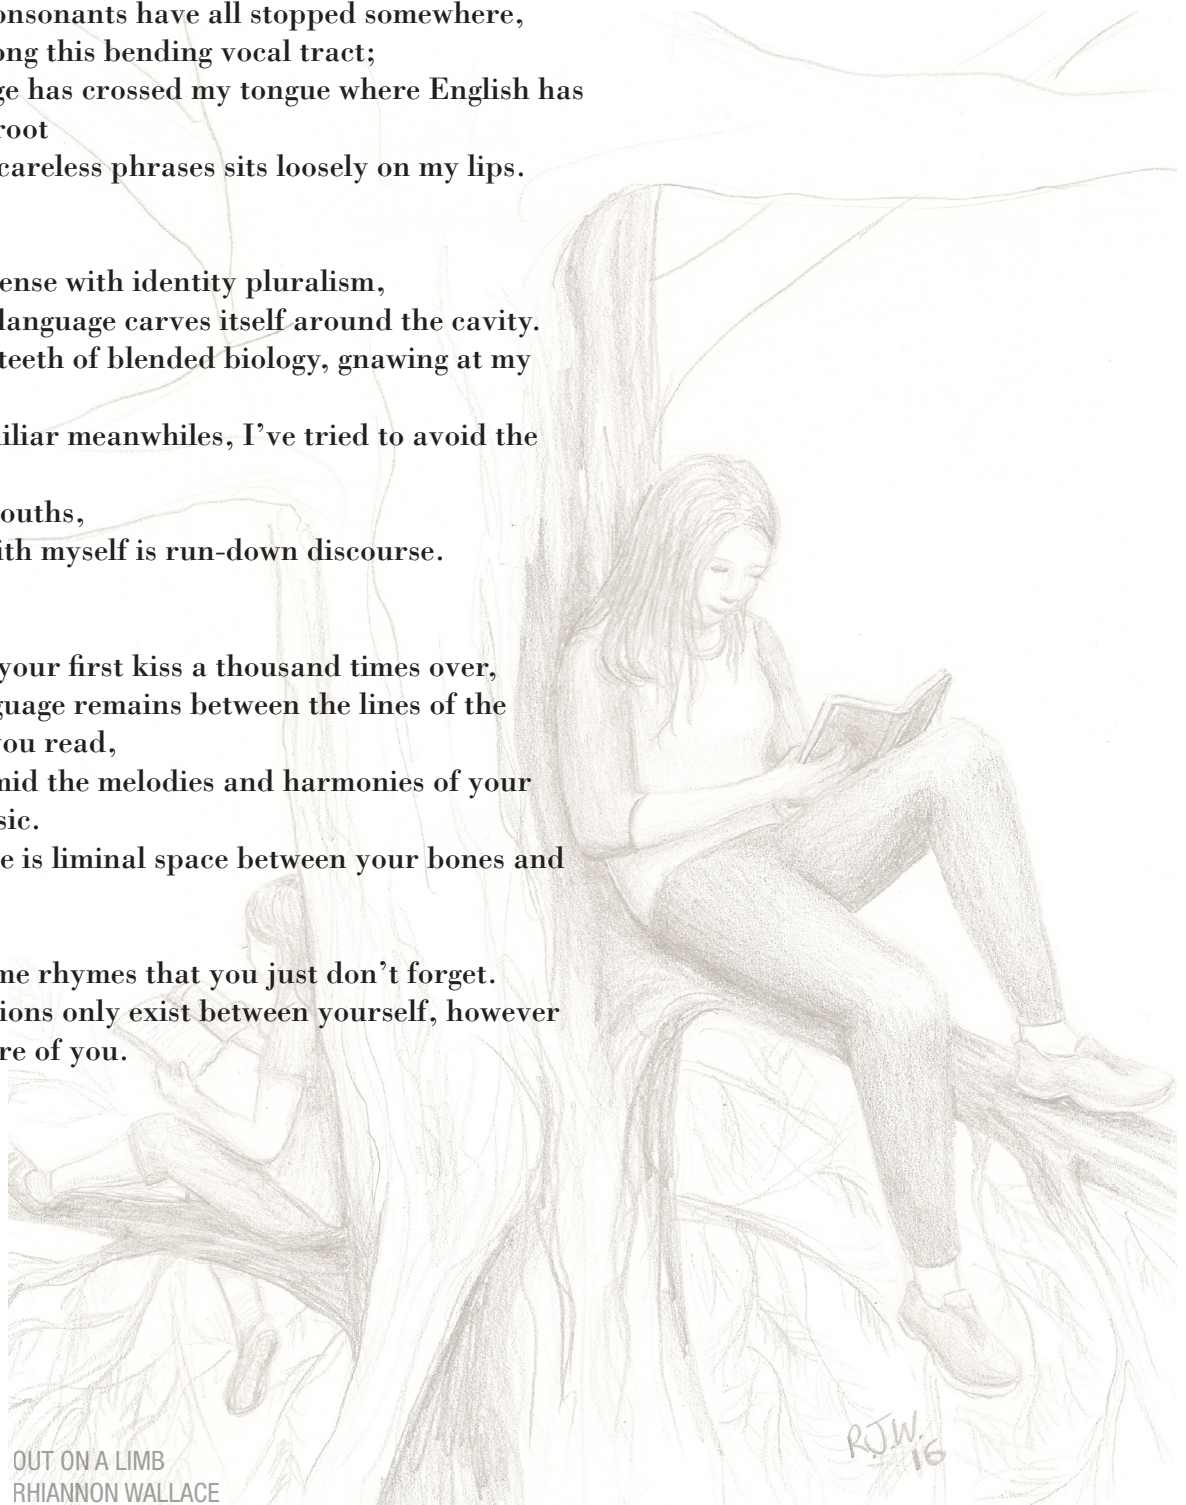 onsonants have all stopped somewhere,
ong this bending vocal tract;
ge has crossed my tongue where English has
root
careless phrases sits loosely on my lips.
ense with identity pluralism,
language carves itself around the cavity.
teeth of blended biology, gnawing at my
iliar meanwhiles, I’ve tried to avoid the
ouths,
ith myself is run-down discourse.
your first kiss a thousand times over,
guage remains between the lines of the
you read,
mid the melodies and harmonies of your
sic.
e is liminal space between your bones and
me rhymes that you just don’t forget.
tions only exist between yourself, however
re of you.
R.J.W.
16
OUT ON A LIMB
RHIANNON WALLACE